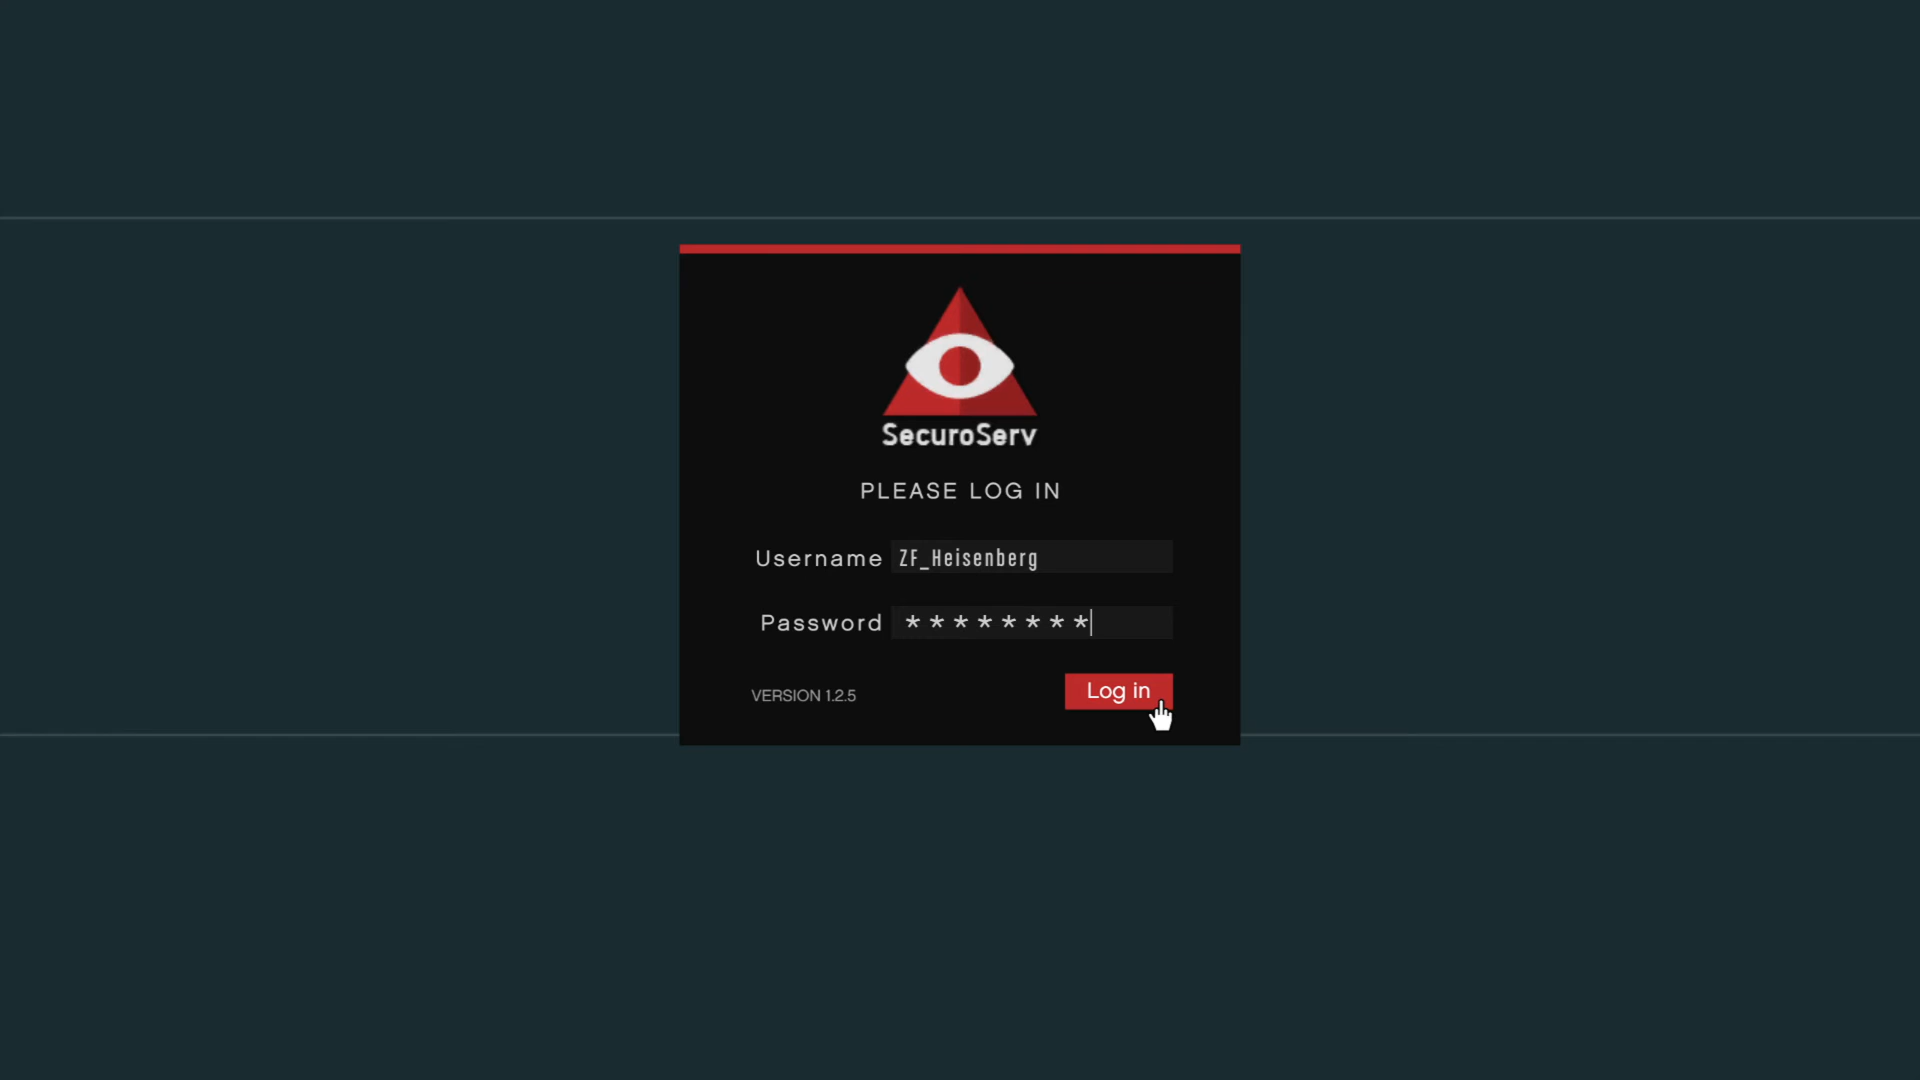 SecuroServ
PLEASE LOG IN
Username ZF_Heisenberg
Password ********
VERSION 1.2.5
Log in